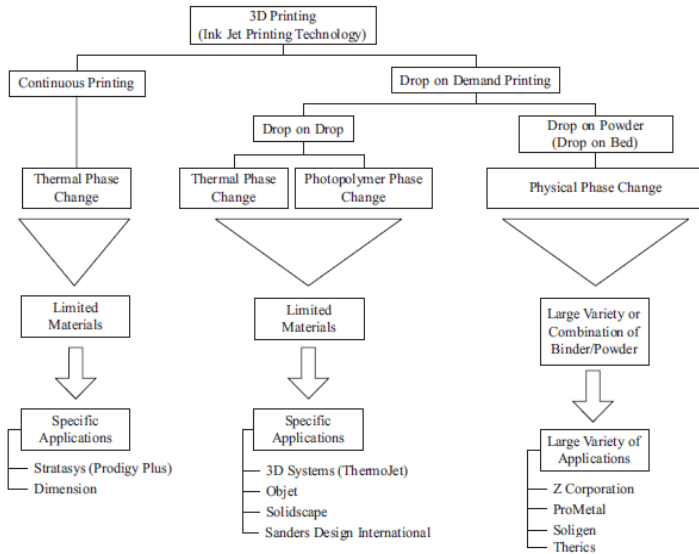 3D Printing
(Ink Jet Printing Technology)
Continuous Printing
Drop on Demand Printing
Drop on Drop
Drop on Powder
(Drop on Bed)
Thermal Phase
Change
Thermal Phase
Change
Photopolymer Phase
Change
Physical Phase Change
Limited
Materials
Limited
Materials
Large Variety or
Combination of
Binder/Powder
Specific
Applications
Stratasys (Prodigy Plus)
Dimension
Specific
Applications
3D Systems (ThermoJet)
Objet
Solidscape
Sanders Design International
Large Variety of
Applications
Z Corporation
ProMetal
Soligen
Therics